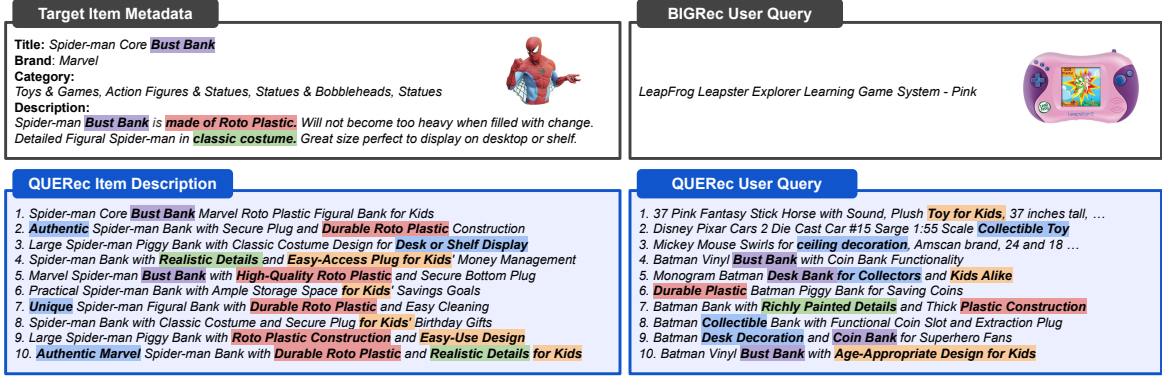 Target Item Metadata
Title: Spider-man Core Bust Bank
Brand: Marvel
Category:
Toys & Games, Action Figures & Statues, Statues & Bobbleheads, Statues
Description:
Spider-man Bust Bank is made of Roto Plastic. Will not become too heavy when filled with change.
Detailed Figural Spider-man in classic costume. Great size perfect to display on desktop or shelf.
BIGRec User Query
LeapFrog Leapster Explorer Learning Game System - Pink
QUERec Item Description
1. Spider-man Core Bust Bank Marvel Roto Plastic Figural Bank for Kids
2. Authentic Spider-man Bank with Secure Plug and Durable Roto Plastic Construction
3. Large Spider-man Piggy Bank with Classic Costume Design for Desk or Shelf Display
4. Spider-man Bank with Realistic Details and Easy-Access Plug for Kids' Money Management
5. Marvel Spider-man Bust Bank with High-Quality Roto Plastic and Secure Bottom Plug
6. Practical Spider-man Bank with Ample Storage Space for Kids' Savings Goals
7. Unique Spider-man Figural Bank with Durable Roto Plastic and Easy Cleaning
8. Spider-man Bank with Classic Costume and Secure Plug for Kids' Birthday Gifts
9. Large Spider-man Piggy Bank with Roto Plastic Construction and Easy-Use Design
10. Authentic Marvel Spider-man Bank with Durable Roto Plastic and Realistic Details for Kids
QUERec User Query
1. 37 Pink Fantasy Stick Horse with Sound, Plush Toy for Kids, 37 inches tall, …
2. Disney Pixar Cars 2 Die Cast Car #15 Sarge 1:55 Scale Collectible Toy
3. Mickey Mouse Swirls for ceiling decoration, Amscan brand, 24 and 18 …
4. Batman Vinyl Bust Bank with Coin Bank Functionality
5. Monogram Batman Desk Bank for Collectors and Kids Alike
6. Durable Plastic Batman Piggy Bank for Saving Coins
7. Batman Bank with Richly Painted Details and Thick Plastic Construction
8. Batman Collectible Bank with Functional Coin Slot and Extraction Plug
9. Batman Desk Decoration and Coin Bank for Superhero Fans
10. Batman Vinyl Bust Bank with Age-Appropriate Design for Kids